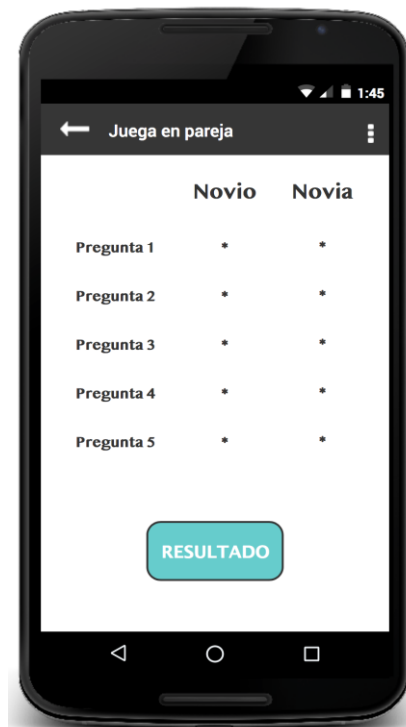 1:45
Juega en pareja
Novio Novia
Pregunta 1 * *
Pregunta 2 * *
Pregunta 3 * *
Pregunta 4 * *
Pregunta 5 * *
RESULTADO